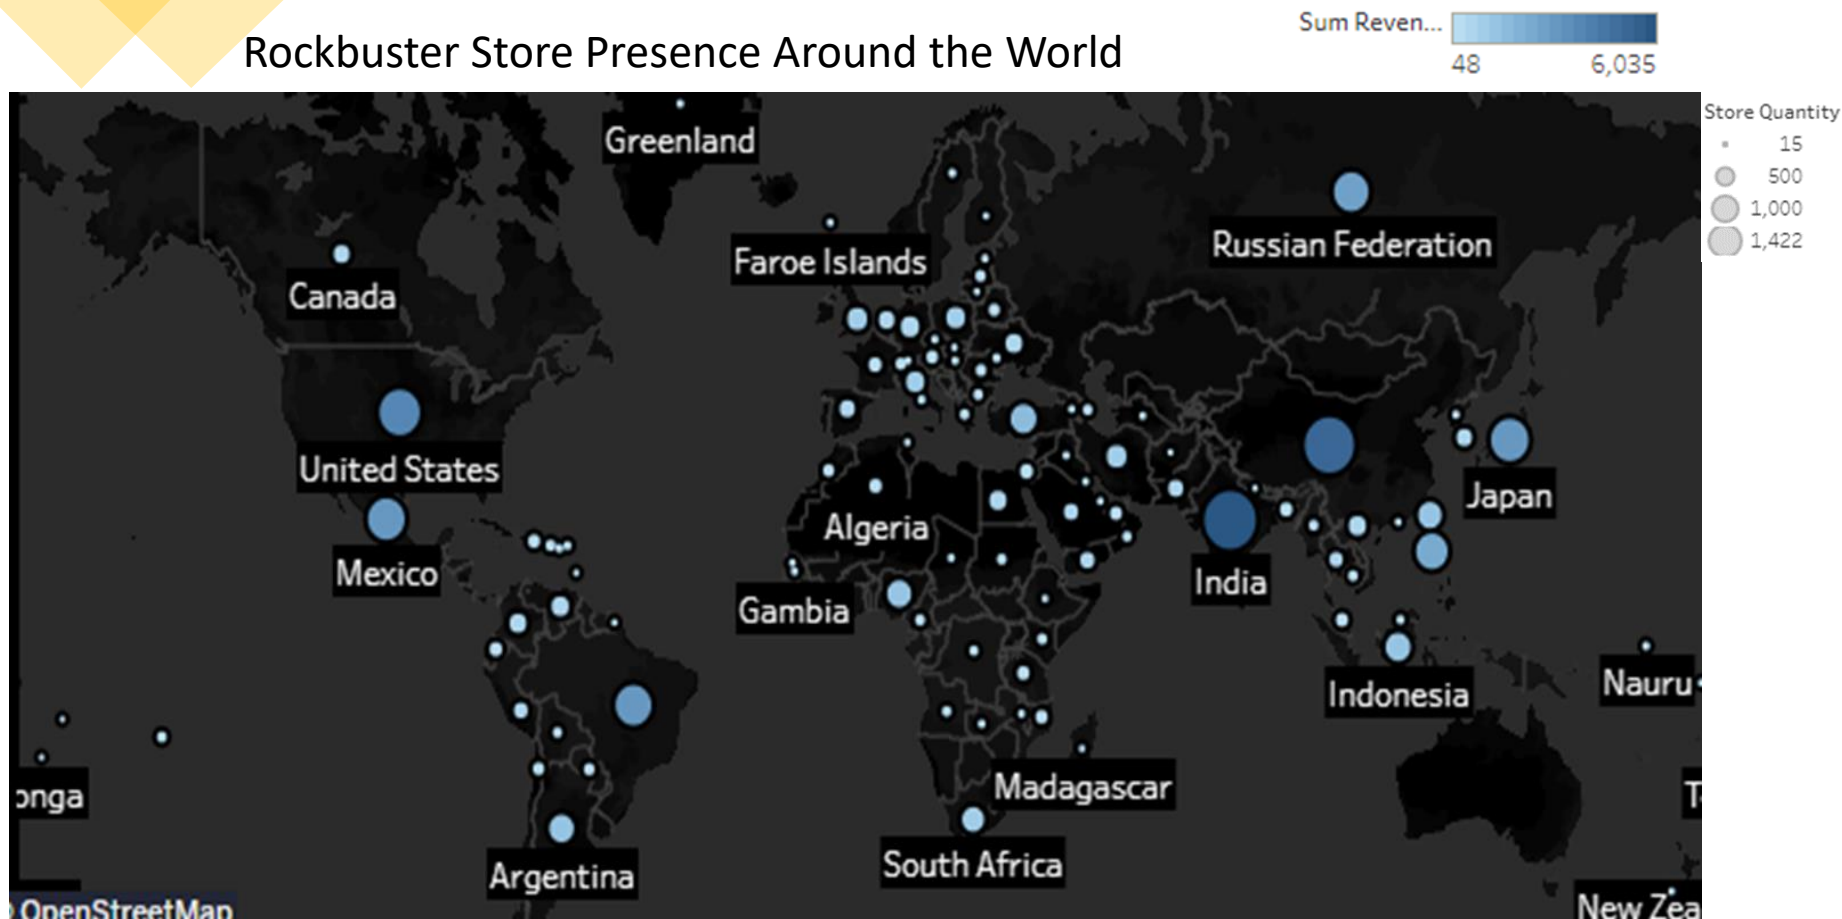 Rockbuster Store Presence Around the World
Sum Reven...
48 6,035
Store Quantity
15
500
1,000
1,422
Greenland
Faroe Islands
Russian Federation
Canada
United States
Japan
Algeria
Mexico
India
Gambia
Indonesia
Nauru
onga
Madagascar
T
South Africa
Argentina
OpenStreetMap
New Zea